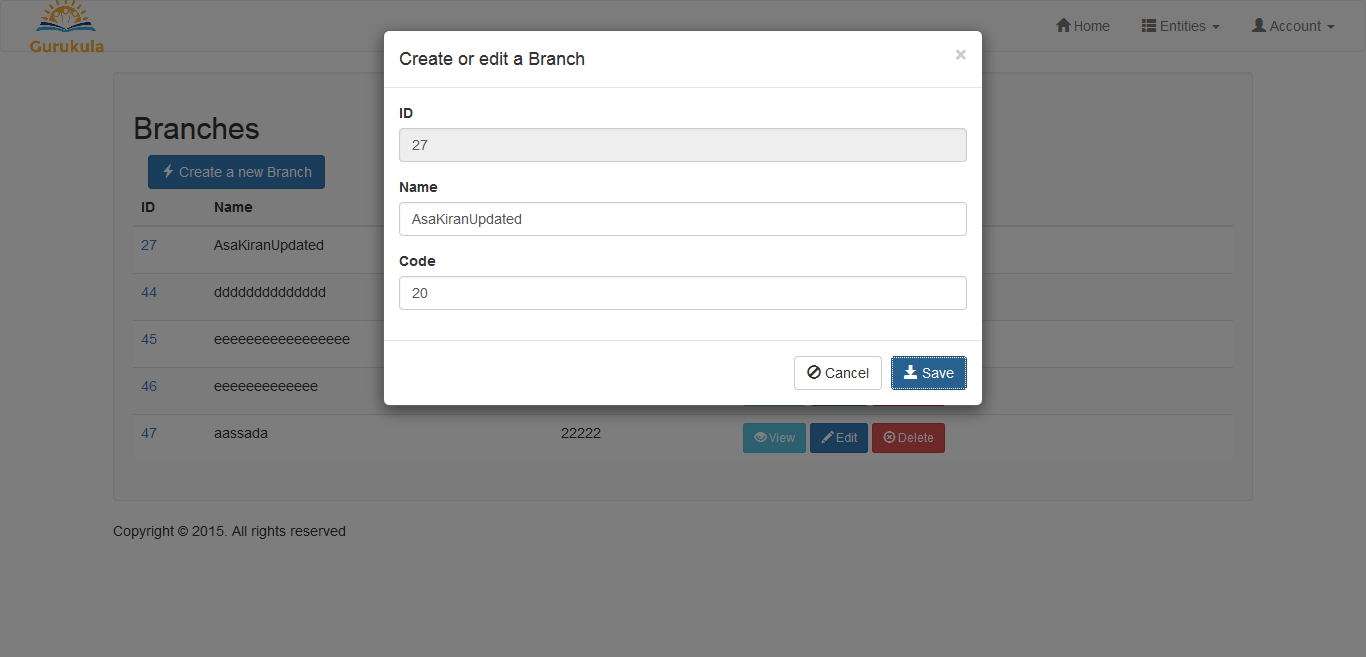 Gurukula
Home Entities Account
Create or edit a Branch ×
ID
27
Name
AsaKiranUpdated
Code
20
Cancel Save
Branches
Create a new Branch
ID Name
27 AsaKiranUpdated
44 dddddddddddddd
45 eeeeeeeeeeeeeeeee
46 eeeeeeeeeeeee
47 aassada 22222 View Edit Delete
Copyright © 2015. All rights reserved